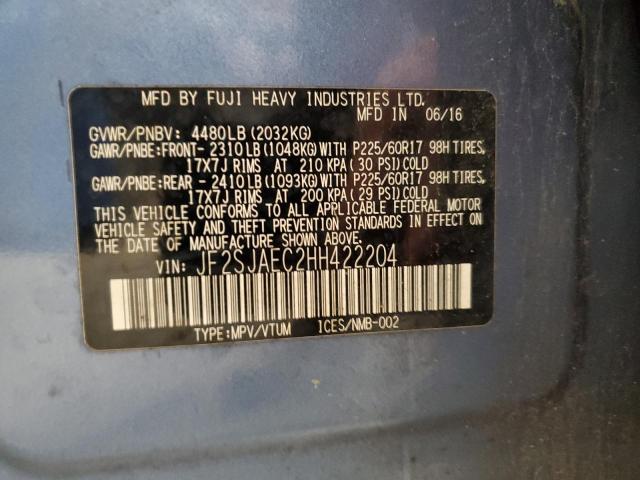 MFD BY FUJI HEAVY INDUSTRIES LTD.
MFD IN 06/16
GVWR/PNBV: 4480LB (2032KG)
GAWR/PNBE:FRONT- 2310LB (1048KG) WITH P225/60R17 98H TIRES,
17X7J RIMS AT 210 KPA (30 PSI) COLD
GAWR/PNBE:REAR - 2410LB (1093KG) WITH P225/60R17 98H TIRES,
17X7J RIMS AT 200 KPA (29 PSI) COLD
THIS VEHICLE CONFORMS TO ALL APPLICABLE FEDERAL MOTOR
VEHICLE SAFETY AND THEFT PREVENTION STANDARDS IN EFFECT ON
THE DATE OF MANUFACTURE SHOWN ABOVE.
VIN: JF2SJAEC2HH422204
TYPE:MPV/VTUM ICES/NMB-002